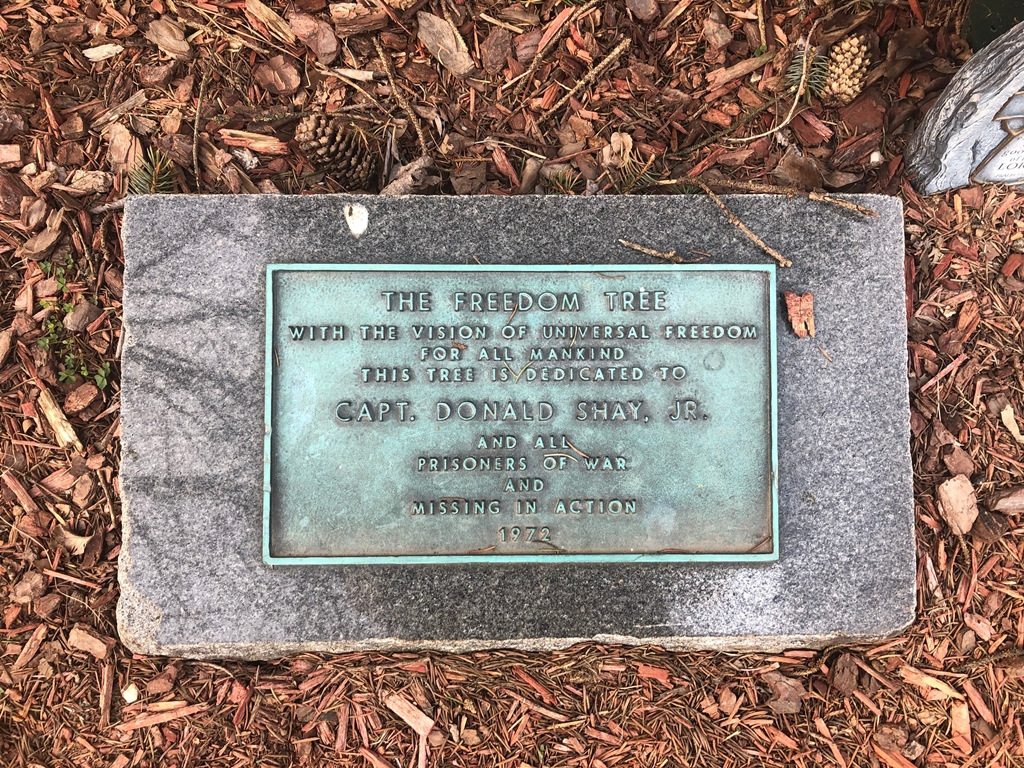 THE FREEDOM TREE
WITH THE VISION OF UNIVERSAL FREEDOM
FOR ALL MANKIND
THIS TREE IS DEDICATED TO
CAPT. DONALD SHAY, JR.
AND ALL
PRISONERS OF WAR
AND
MISSING IN ACTION
1972